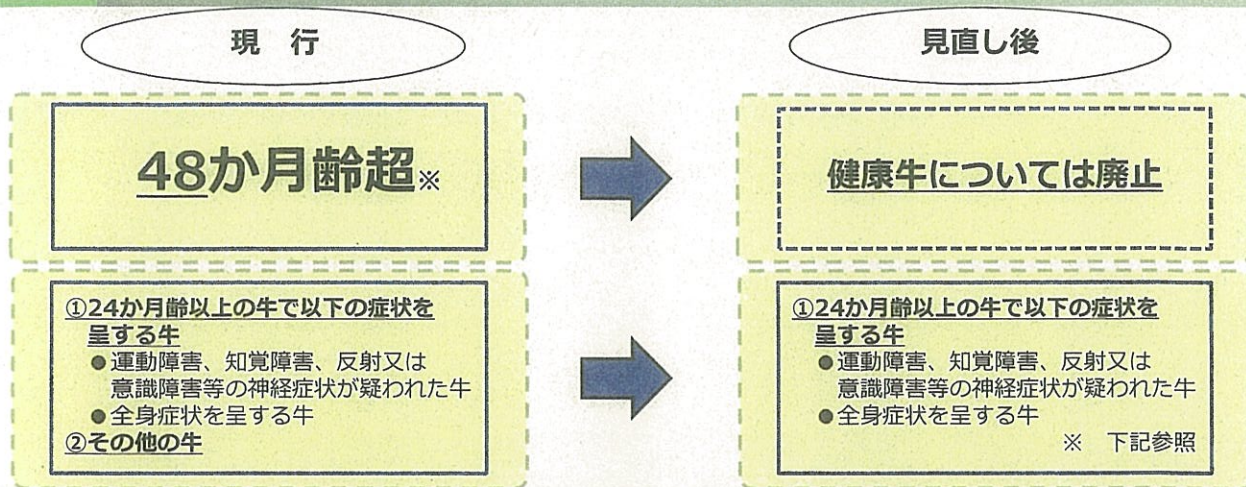 現 行
48か月齢超※
①24か月齢以上の牛で以下の症状を
呈する牛
●運動障害、知覚障害、反射又は
意識障害等の神経症状が疑われた牛
●全身症状を呈する牛
②その他の牛
見直し後
健康牛については廃止
①24か月齢以上の牛で以下の症状を
呈する牛
●運動障害、知覚障害、反射又は
意識障害等の神経症状が疑われた牛
●全身症状を呈する牛
※ 下記参照